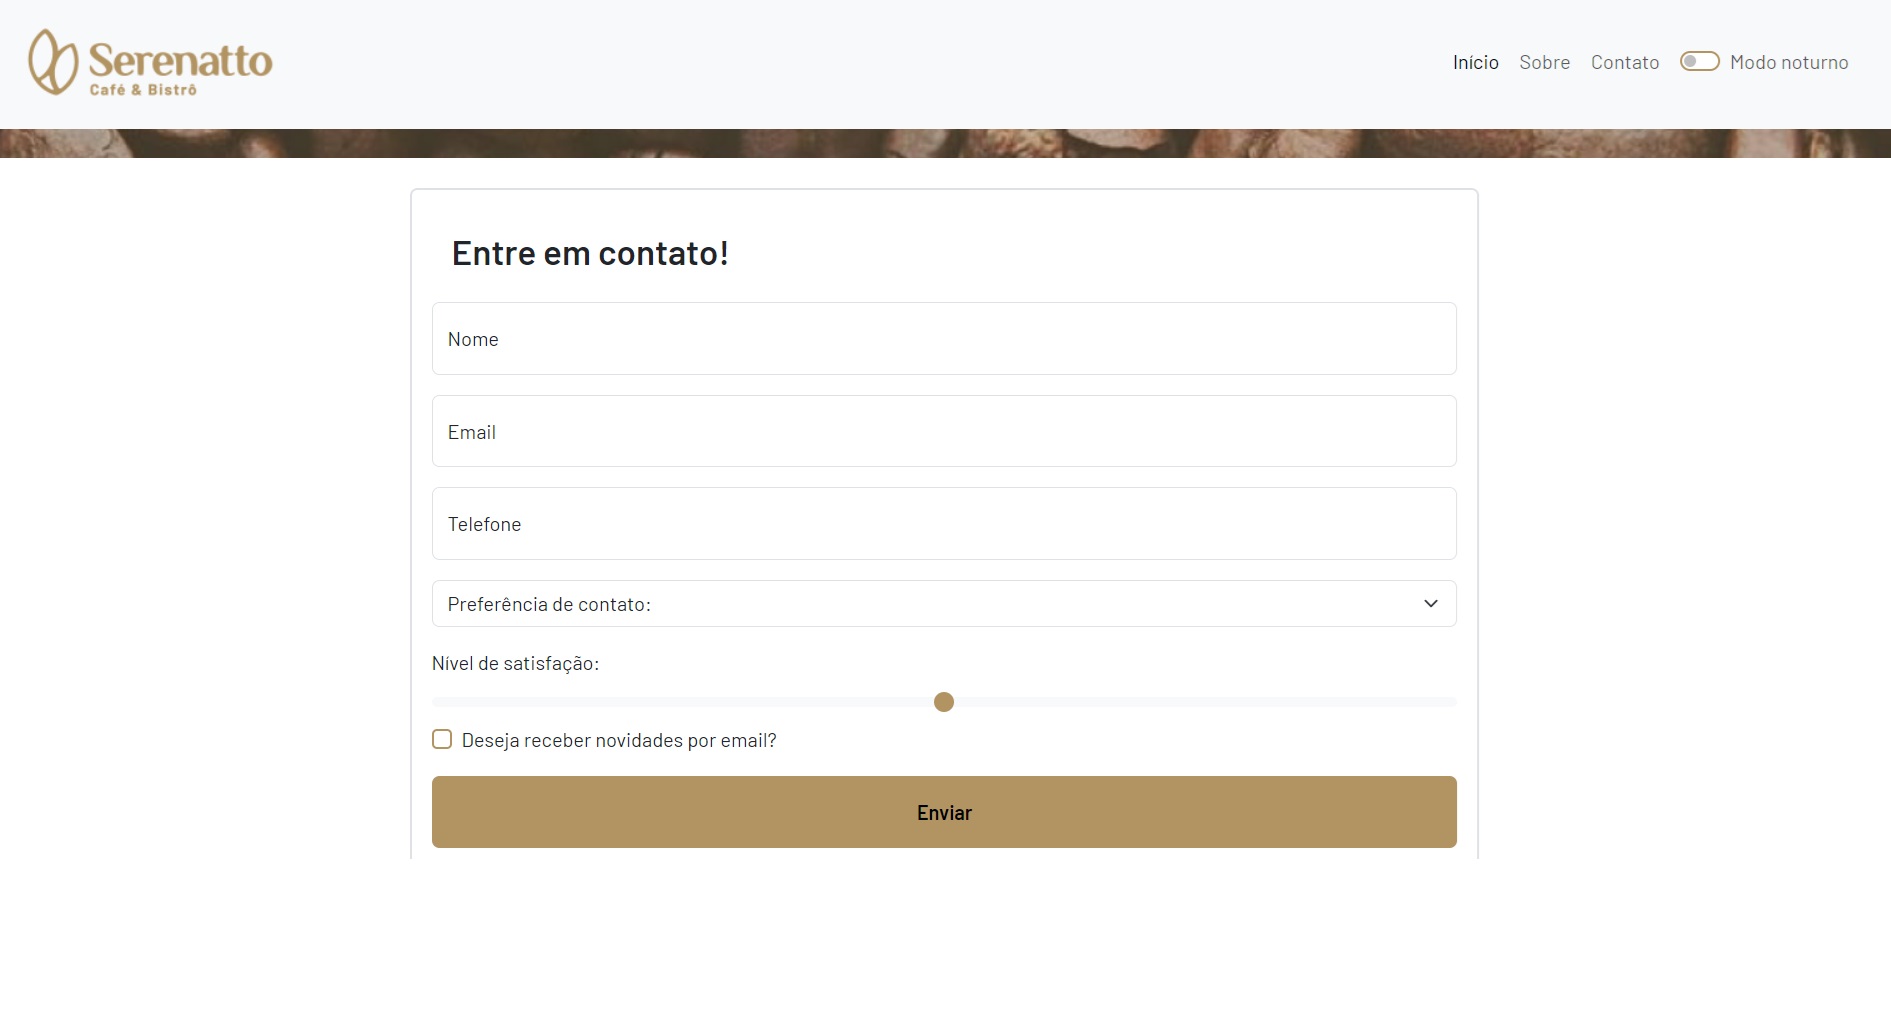 Serenatto
Café & Bistrô
Início Sobre Contato Modo noturno
Entre em contato!
Nome
Email
Telefone
Preferência de contato:
Nível de satisfação:
Deseja receber novidades por email?
Enviar